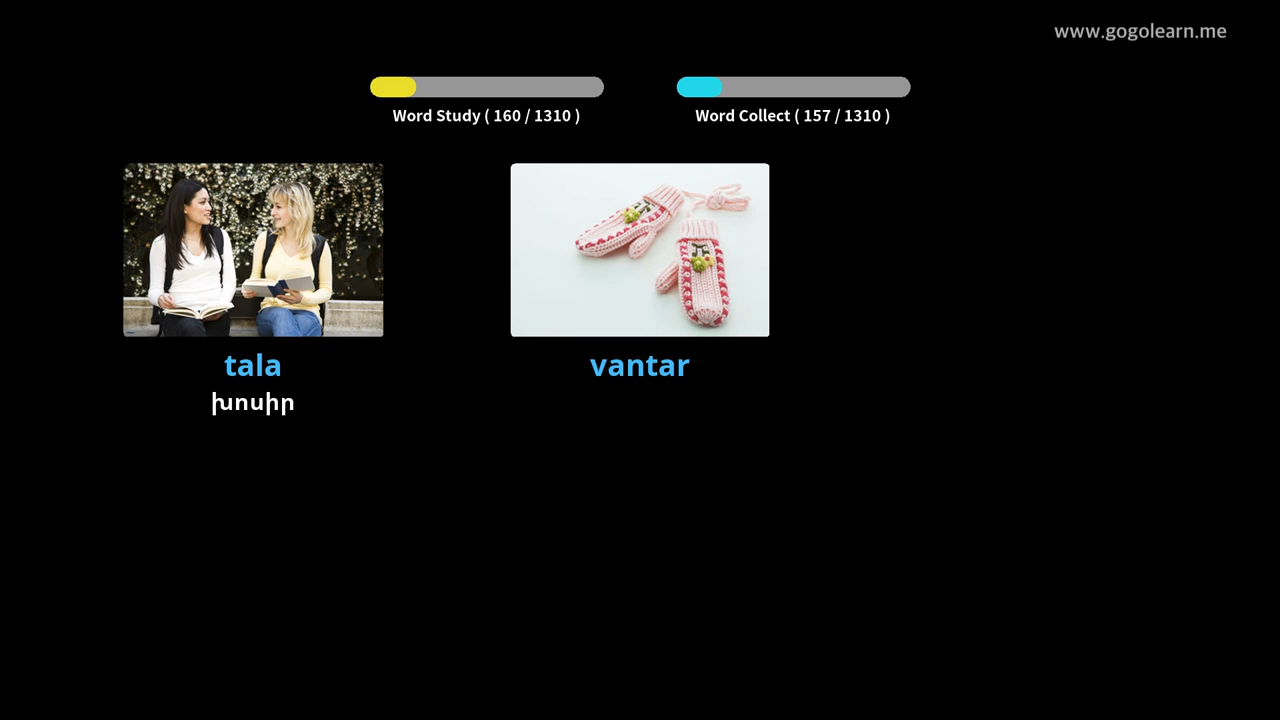 www.gogolearn.me
Word Study ( 160 / 1310 )
Word Collect ( 157 / 1310 )
tala
խոսիր
vantar